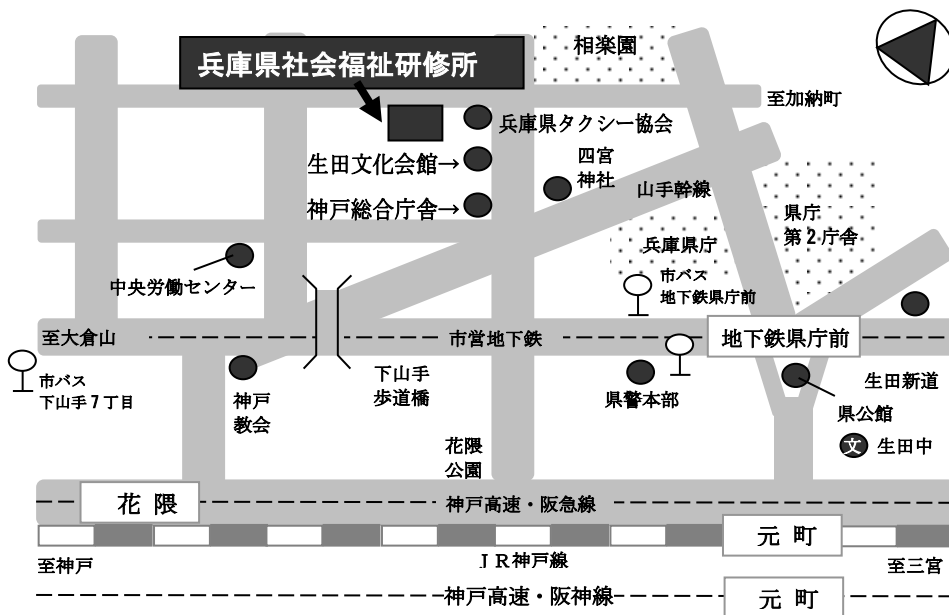 相楽園
兵庫県社会福祉研修所
至加納町
兵庫県タクシー協会
生田文化会館→
四宮
神社
山手幹線
神戸総合庁舎→
県庁
第2庁舎
兵庫県庁
中央労働センター
市バス
地下鉄県庁前
至大倉山
市営地下鉄
地下鉄県庁前
市バス
下山手7丁目
神戸
教会
下山手
歩道橋
県警本部
生田新道
県公館
文 生田中
花隈
公園
花 隈
神戸高速・阪急線
元 町
至神戸
JR神戸線
至三宮
神戸高速・阪神線
元 町